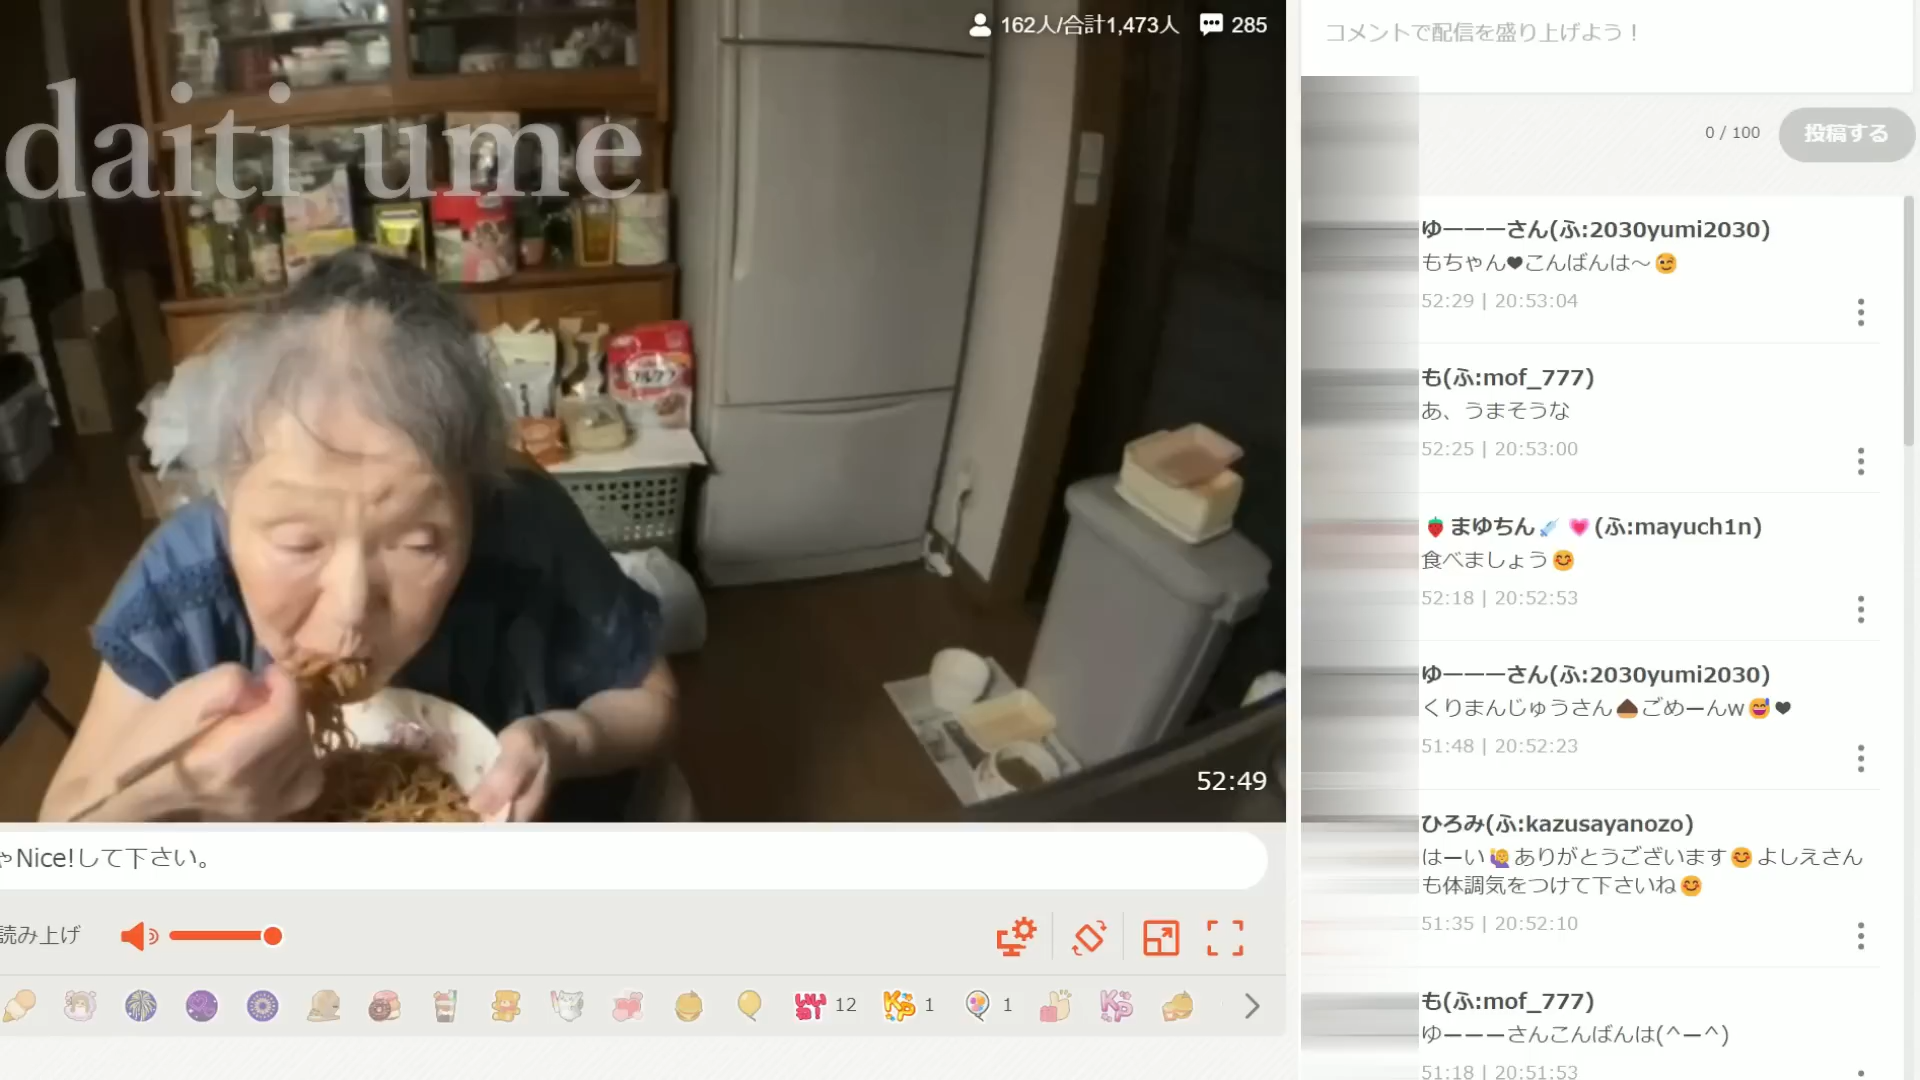 162人/合計1,473人 285
daiti ume
フルグラ
52:49
Nice!して下さい。
読み上げ
12
1
1
コメントで配信を盛り上げよう！
0 / 100
投稿する
ゆーーーさん(ふ:2030yumi2030)
もちゃん❤こんばんは～😉
52:29 | 20:53:04
も(ふ:mof_777)
あ、うまそうな
52:25 | 20:53:00
🍓まゆちん💉💗(ふ:mayuch1n)
食べましょう😊
52:18 | 20:52:53
ゆーーーさん(ふ:2030yumi2030)
くりまんじゅうさん🌰ごめーんw😅❤
51:48 | 20:52:23
ひろみ(ふ:kazusayanozo)
はーい🙋ありがとうございます😊よしえさん
も体調気をつけて下さいね😊
51:35 | 20:52:10
も(ふ:mof_777)
ゆーーーさんこんばんは(^ー^)
51:18 | 20:51:53